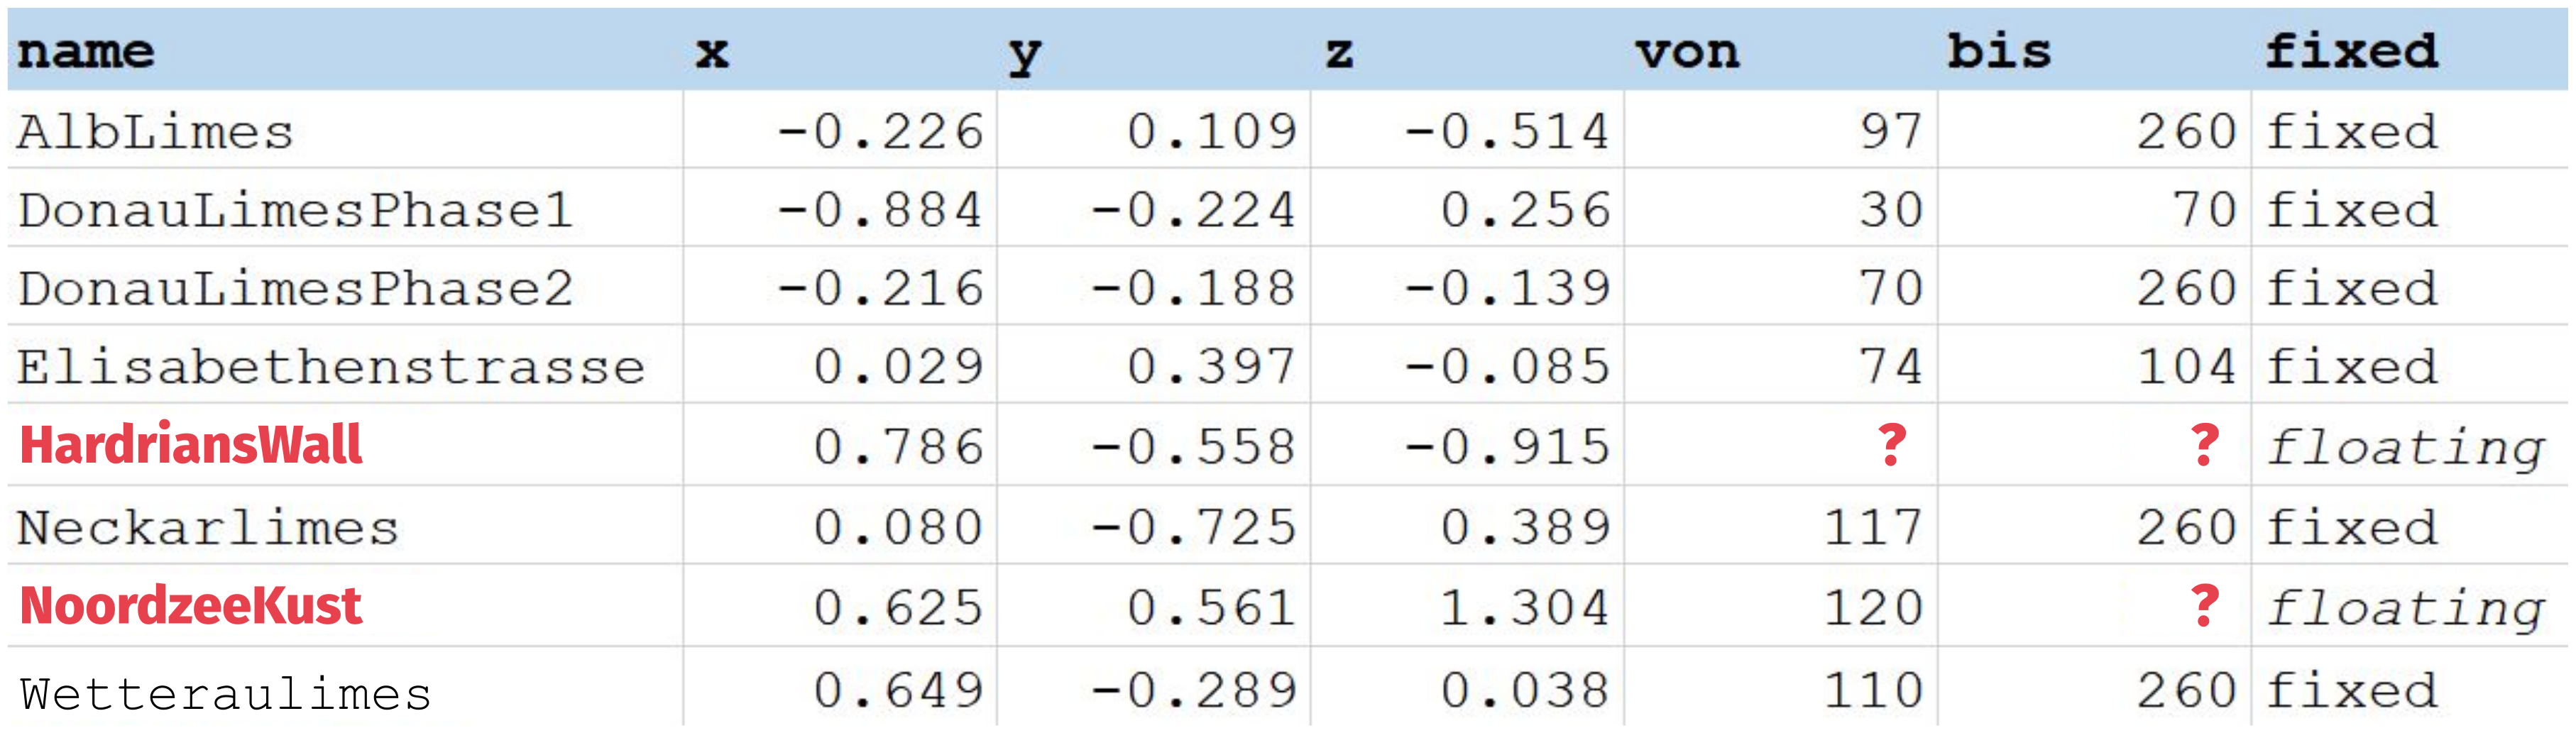 name x y z von bis fixed
AlbLimes -0.226 0.109 -0.514 97 260 fixed
DonauLimesPhase1 -0.884 -0.224 0.256 30 70 fixed
DonauLimesPhase2 -0.216 -0.188 -0.139 70 260 fixed
Elisabethenstrasse 0.029 0.397 -0.085 74 104 fixed
HardriansWall 0.786 -0.558 -0.915 ? ? floating
Neckarlimes 0.080 -0.725 0.389 117 260 fixed
NoordzeeKust 0.625 0.561 1.304 120 ? floating
Wetteraulimes 0.649 -0.289 0.038 110 260 fixed